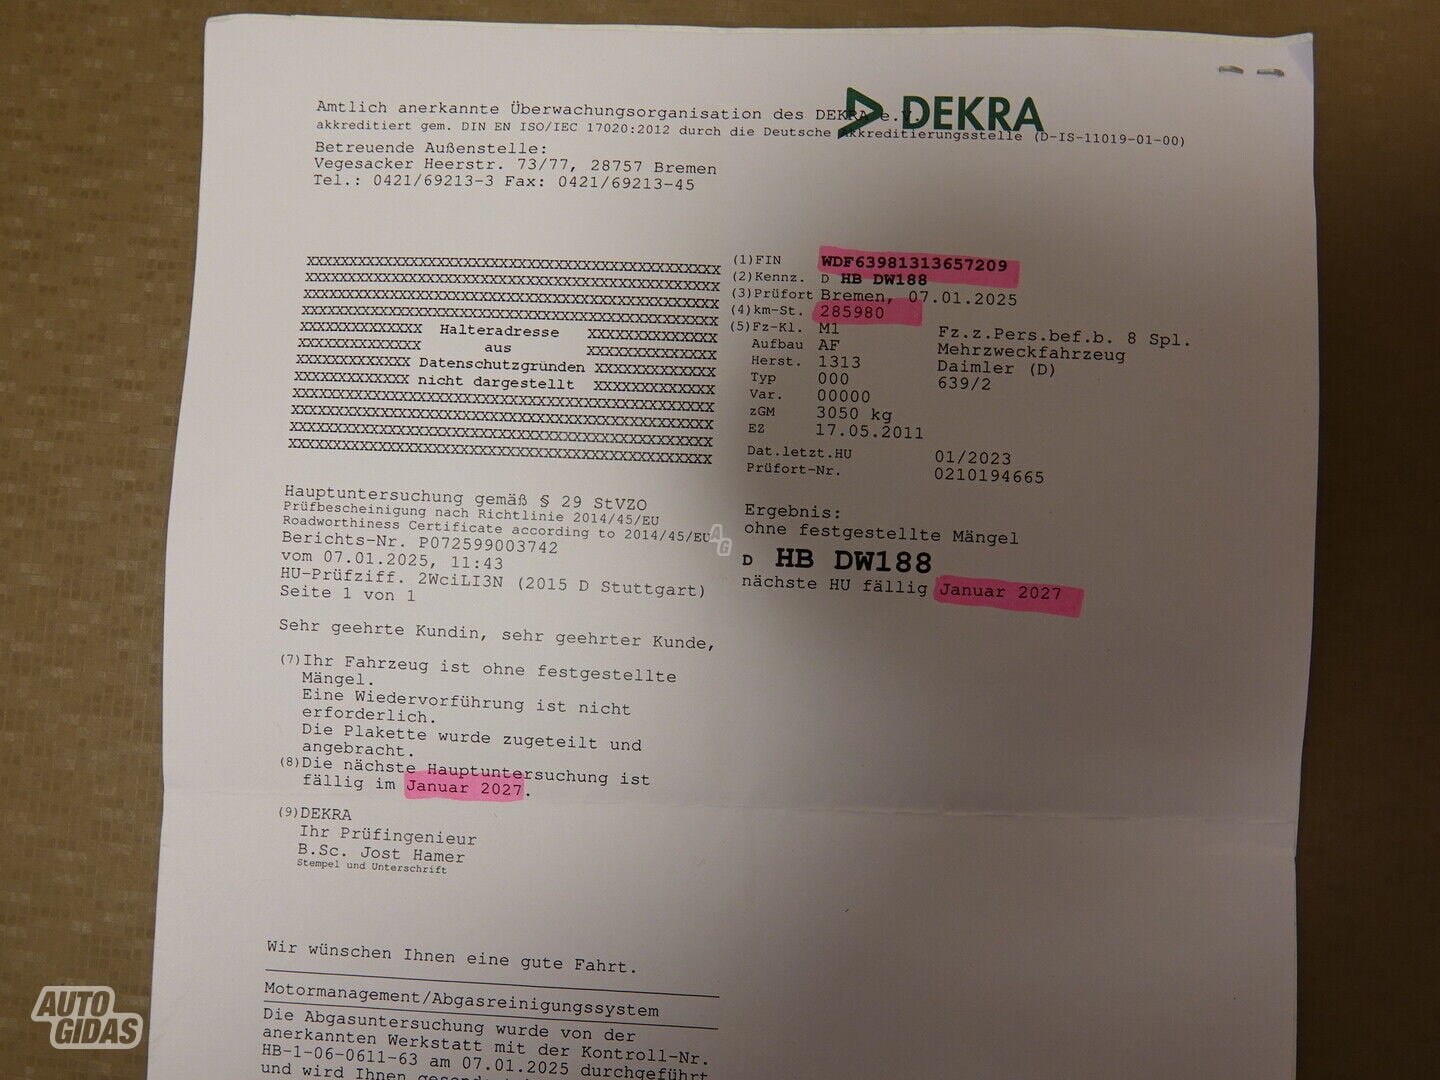 DEKRA
Amtlich anerkannte Überwachungsorganisation des DEKRA e.V.
akkreditiert gem. DIN EN ISO/IEC 17020:2012 durch die Deutsche Akkreditierungsstelle (D-IS-11019-01-00)
Betreuende Außenstelle:
Vegesacker Heerstr. 73/77, 28757 Bremen
Tel.: 0421/69213-3 Fax: 0421/69213-45
Halteradresse
aus
Datenschutzgründen
nicht dargestellt
(1)FIN WDF63981313657209
(2)Kennz. D HB DW188
(3)Prüfort Bremen, 07.01.2025
(4)km-St. 285980
(5)Fz-Kl. M1 Fz.z.Pers.bef.b. 8 Spl.
Aufbau AF Mehrzweckfahrzeug
Herst. 1313 Daimler (D)
Typ 000 639/2
Var. 00000
zGM 3050 kg
EZ 17.05.2011
Dat.letzt.HU 01/2023
Prüfort-Nr. 0210194665
Hauptuntersuchung gemäß § 29 StVZO
Prüfbescheinigung nach Richtlinie 2014/45/EU
Roadworthiness Certificate according to 2014/45/EU
Berichts-Nr. P072599003742
vom 07.01.2025, 11:43
HU-Prüfziff. 2WciLI3N (2015 D Stuttgart)
Seite 1 von 1
Ergebnis:
ohne festgestellte Mängel
D HB DW188
nächste HU fällig Januar 2027
Sehr geehrte Kundin, sehr geehrter Kunde,
(7)Ihr Fahrzeug ist ohne festgestellte
Mängel.
Eine Wiedervorführung ist nicht
erforderlich.
Die Plakette wurde zugeteilt und
angebracht.
(8)Die nächste Hauptuntersuchung ist
fällig im Januar 2027.
(9)DEKRA
Ihr Prüfingenieur
B.Sc. Jost Hamer
Stempel und Unterschrift
Wir wünschen Ihnen eine gute Fahrt.
Motormanagement/Abgasreinigungssystem
Die Abgasuntersuchung wurde von der
anerkannten Werkstatt mit der Kontroll-Nr.
HB-1-06-0611-63 am 07.01.2025 durchgeführt
und wird Ihnen
AG
AUTO
GIDAS